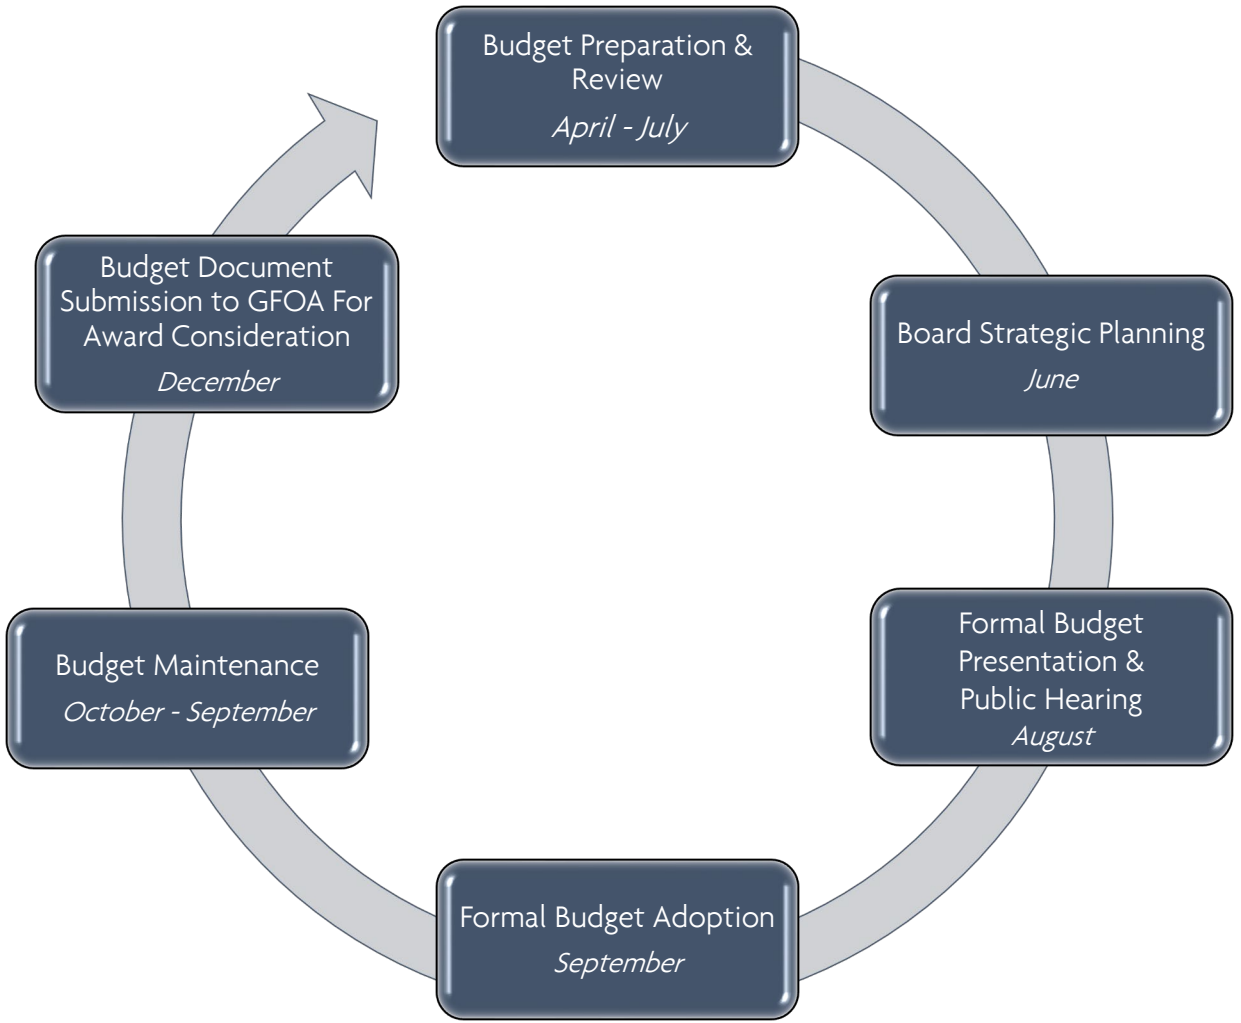 Budget Preparation &
Review
April - July
Board Strategic Planning
June
Formal Budget
Presentation &
Public Hearing
August
Formal Budget Adoption
September
Budget Maintenance
October - September
Budget Document
Submission to GFOA For
Award Consideration
December